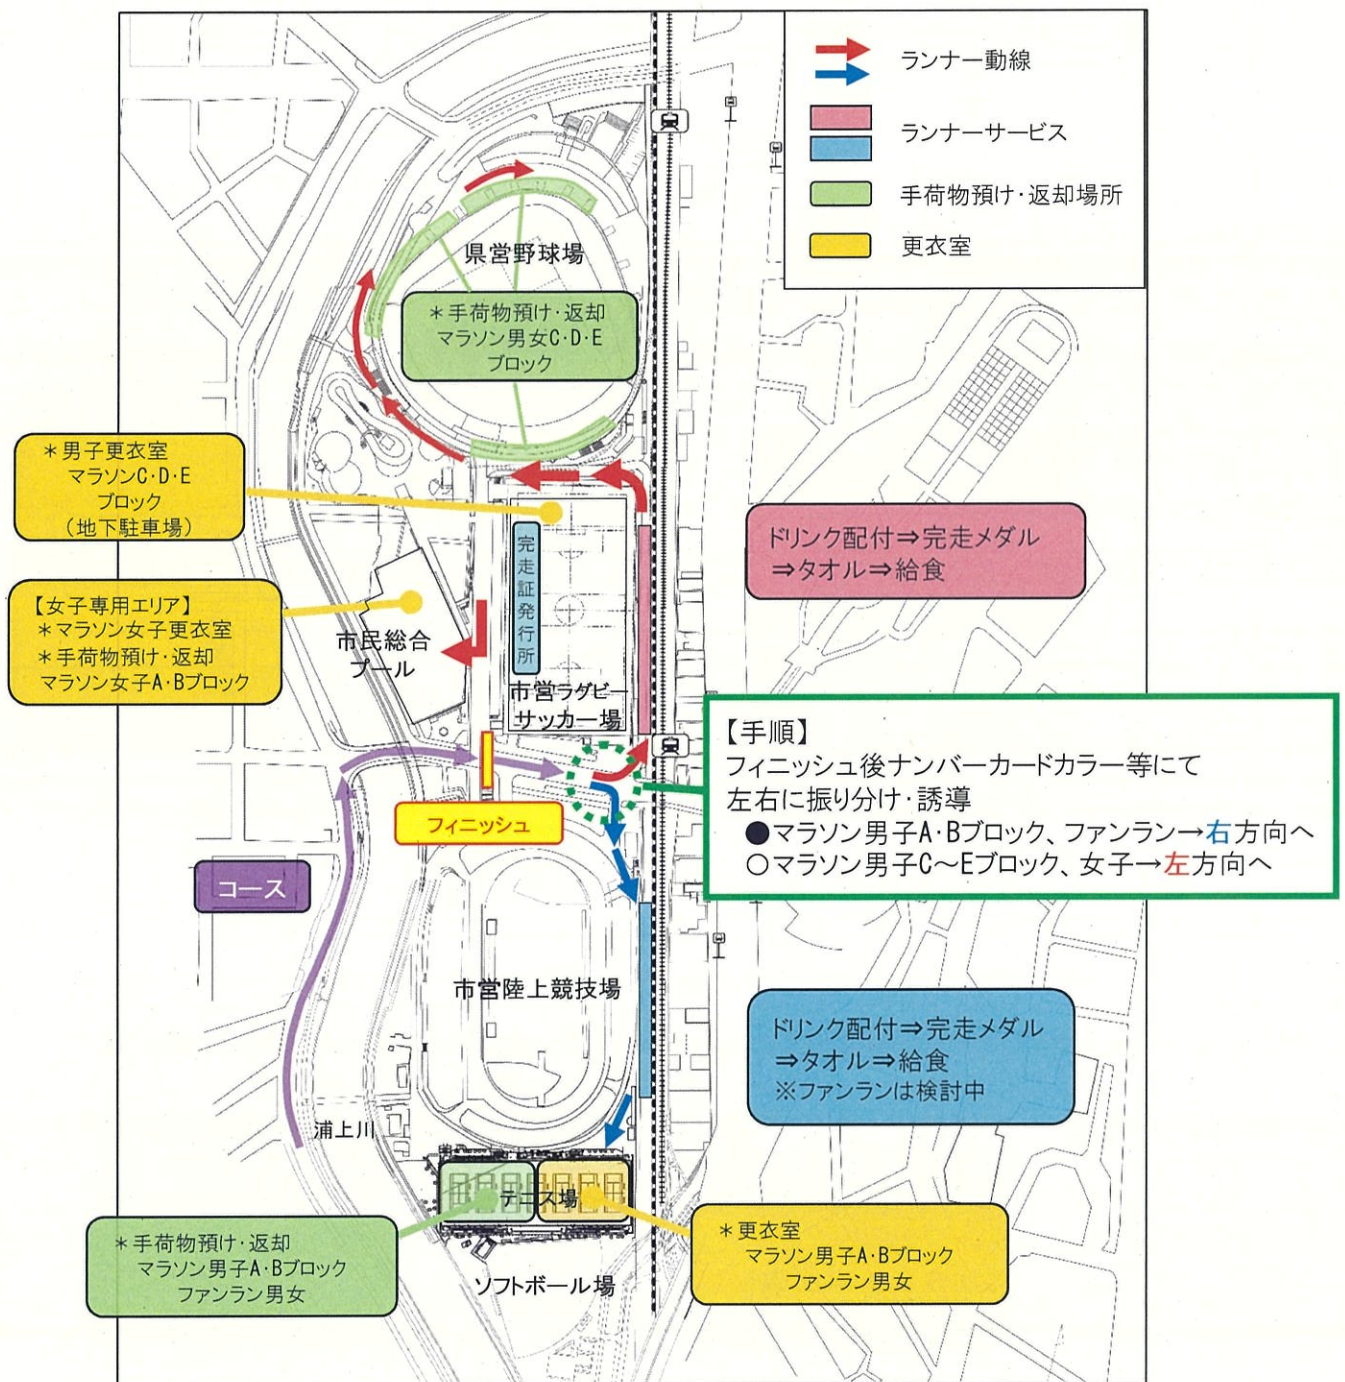 ランナー動線
ランナーサービス
手荷物預け・返却場所
更衣室
県営野球場
＊手荷物預け・返却
マラソン男女C・D・E
ブロック
＊男子更衣室
マラソンC・D・E
ブロック
（地下駐車場）
完走証発行所
ドリンク配付⇒完走メダル
⇒タオル⇒給食
【女子専用エリア】
＊マラソン女子更衣室
＊手荷物預け・返却
マラソン女子A・Bブロック
市民総合
プール
市営ラグビー
サッカー場
【手順】
フィニッシュ後ナンバーカードカラー等にて
左右に振り分け・誘導
●マラソン男子A・Bブロック、ファンラン→右方向へ
○マラソン男子C～Eブロック、女子→左方向へ
フィニッシュ
コース
市営陸上競技場
ドリンク配付⇒完走メダル
⇒タオル⇒給食
※ファンランは検討中
浦上川
テニス場
＊手荷物預け・返却
マラソン男子A・Bブロック
ファンラン男女
＊更衣室
マラソン男子A・Bブロック
ファンラン男女
ソフトボール場